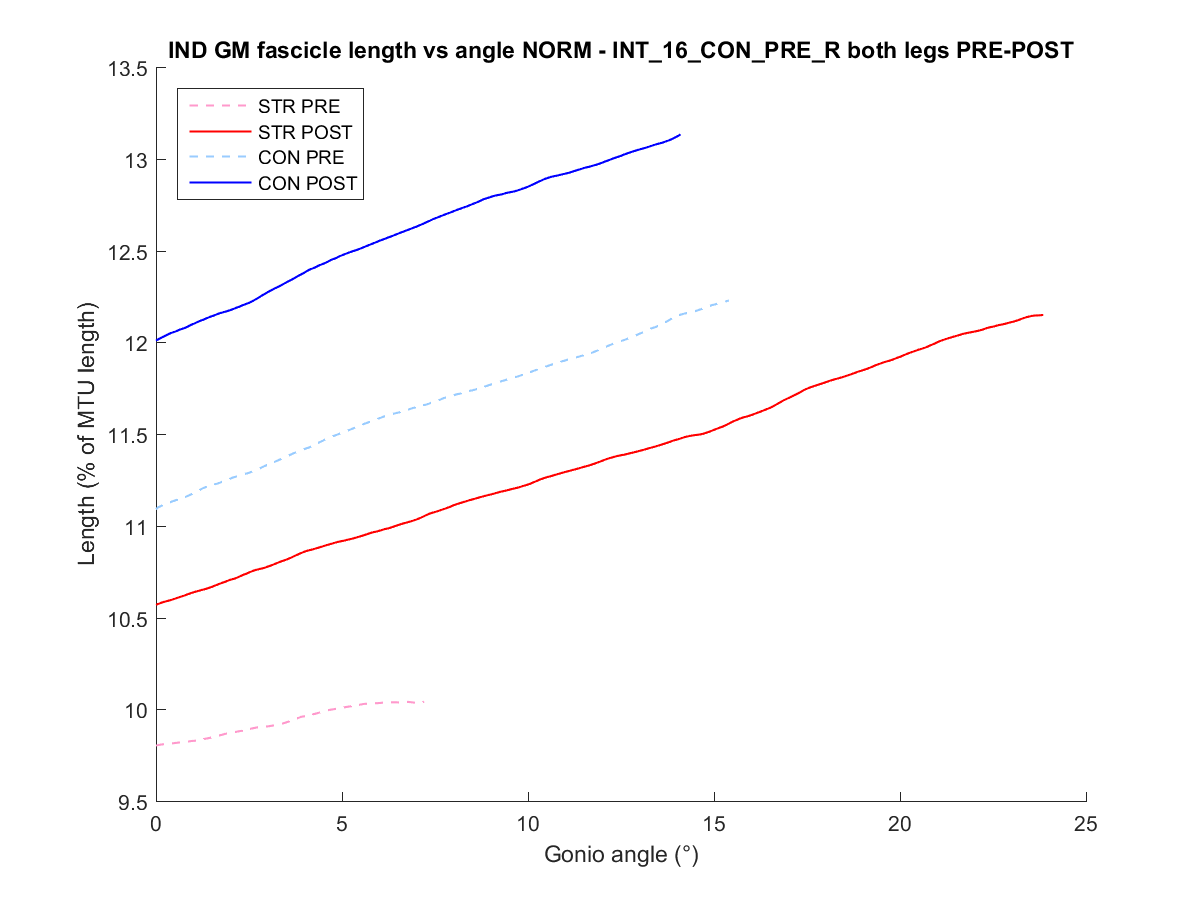 IND GM fascicle length vs angle NORM - INT_16_CON_PRE_R both legs PRE-POST
STR PRE
STR POST
CON PRE
CON POST
Length (% of MTU length)
13.5
13
12.5
12
11.5
11
10.5
10
9.5
0 5 10 15 20 25
Gonio angle (°)